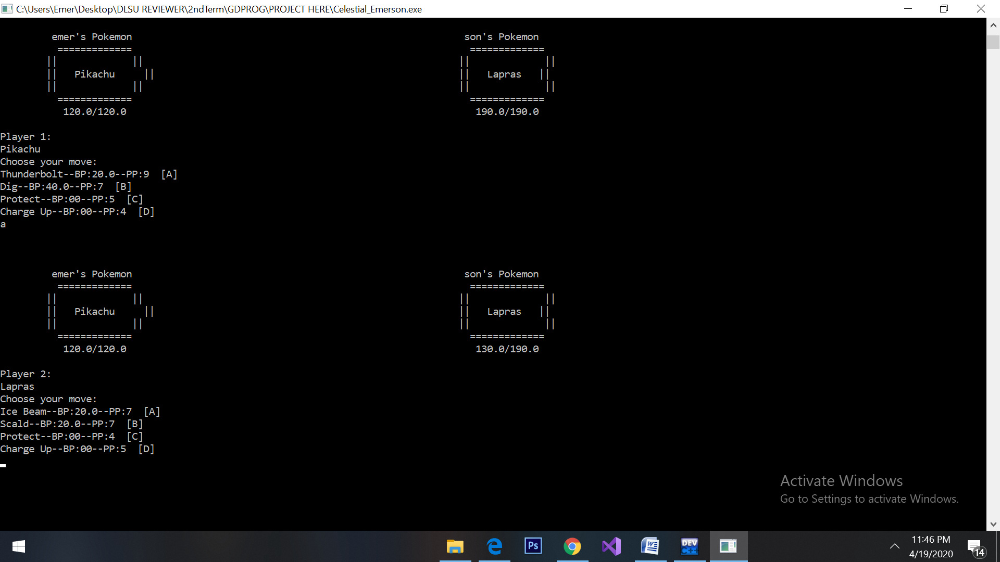 C:\Users\Emer\Desktop\DLSU REVIEWER\2ndTerm\GDPROG\PROJECT HERE\Celestial_Emerson.exe
emer's Pokemon son's Pokemon
============= =============
|| || || ||
|| Pikachu || || Lapras ||
|| || || ||
============= =============
120.0/120.0 190.0/190.0
Player 1:
Pikachu
Choose your move:
Thunderbolt--BP:20.0--PP:9 [A]
Dig--BP:40.0--PP:7 [B]
Protect--BP:00--PP:5 [C]
Charge Up--BP:00--PP:4 [D]
a
emer's Pokemon son's Pokemon
============= =============
|| || || ||
|| Pikachu || || Lapras ||
|| || || ||
============= =============
120.0/120.0 130.0/190.0
Player 2:
Lapras
Choose your move:
Ice Beam--BP:20.0--PP:7 [A]
Scald--BP:20.0--PP:7 [B]
Protect--BP:00--PP:4 [C]
Charge Up--BP:00--PP:5 [D]
Activate Windows
Go to Settings to activate Windows.
Ps
DEV
C++
11:46 PM
4/19/2020
14